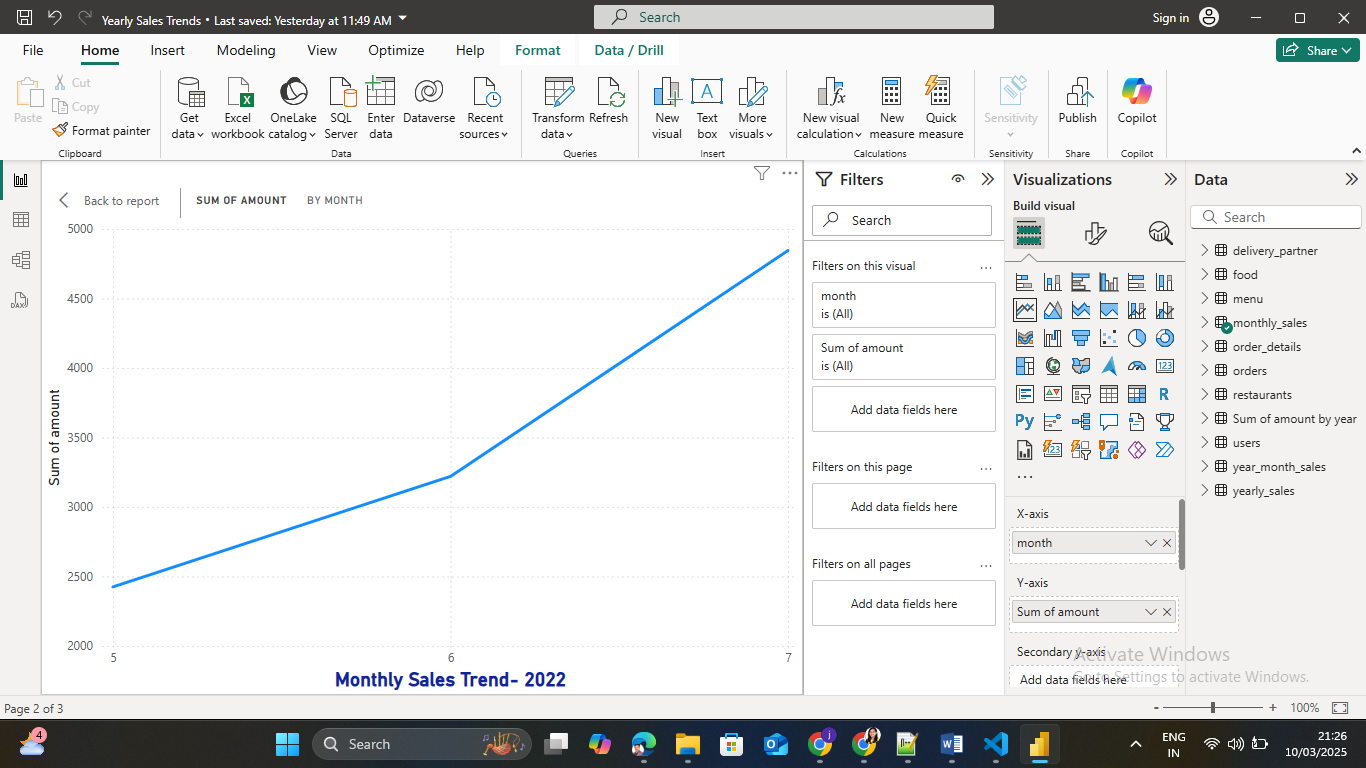 Yearly Sales Trends • Last saved: Yesterday at 11:49 AM
Search
Sign in
File
Home
Insert
Modeling
View
Optimize
Help
Format
Data / Drill
Share
Paste
Cut
Copy
Format painter
Clipboard
Get data
Excel workbook
OneLake catalog
SQL Server
Enter data
Dataverse
Recent sources
Data
Transform data
Refresh
Queries
New visual
Text box
More visuals
Insert
New visual calculation
New measure
Quick measure
Calculations
Sensitivity
Sensitivity
Publish
Share
Copilot
Copilot
DAX
Back to report
SUM OF AMOUNT
BY MONTH
5000
4500
4000
3500
3000
2500
2000
Sum of amount
5
6
7
Monthly Sales Trend- 2022
Filters
Search
Filters on this visual
month
is (All)
Sum of amount
is (All)
Add data fields here
Filters on this page
Add data fields here
Filters on all pages
Add data fields here
Visualizations
Build visual
123
R
Py
123
X-axis
month
Y-axis
Sum of amount
Secondary y-axis
Add data fields here
Data
Search
delivery_partner
food
menu
monthly_sales
order_details
orders
restaurants
Sum of amount by year
users
year_month_sales
yearly_sales
Activate Windows
Go to Settings to activate Windows.
Page 2 of 3
- + 100%
4
Search
j
ENG
IN
21:26
10/03/2025